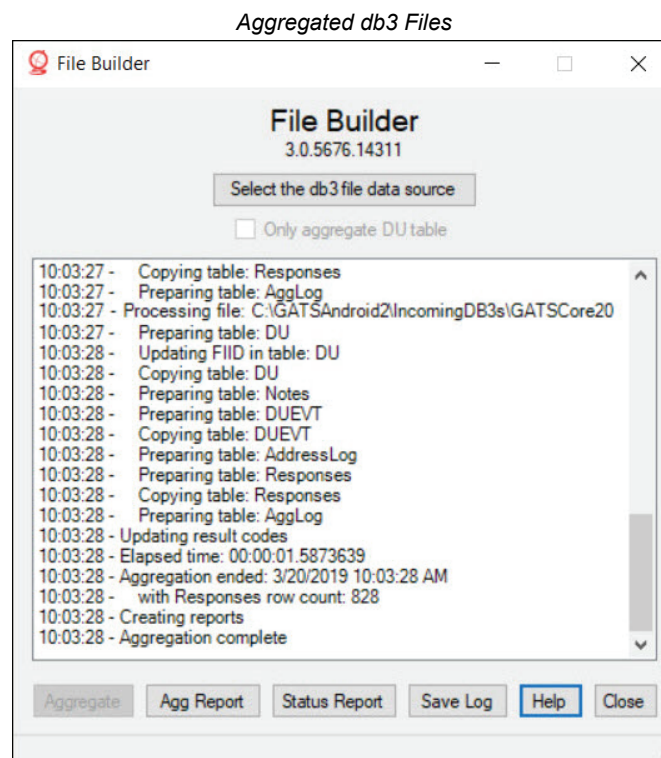 Aggregated db3 Files
File Builder
File Builder
3.0.5676.14311
Select the db3 file data source
Only aggregate DU table
10:03:27 - Copying table: Responses
10:03:27 - Preparing table: AggLog
10:03:27 - Processing file: C:\GATSAndroid2\IncomingDB3s\GATSCore20
10:03:27 - Preparing table: DU
10:03:28 - Updating FIID in table: DU
10:03:28 - Copying table: DU
10:03:28 - Preparing table: Notes
10:03:28 - Preparing table: DUEVT
10:03:28 - Copying table: DUEVT
10:03:28 - Preparing table: AddressLog
10:03:28 - Preparing table: Responses
10:03:28 - Copying table: Responses
10:03:28 - Preparing table: AggLog
10:03:28 - Updating result codes
10:03:28 - Elapsed time: 00:00:01.5873639
10:03:28 - Aggregation ended: 3/20/2019 10:03:28 AM
10:03:28 - with Responses row count: 828
10:03:28 - Creating reports
10:03:28 - Aggregation complete
Aggregate Agg Report Status Report Save Log Help Close